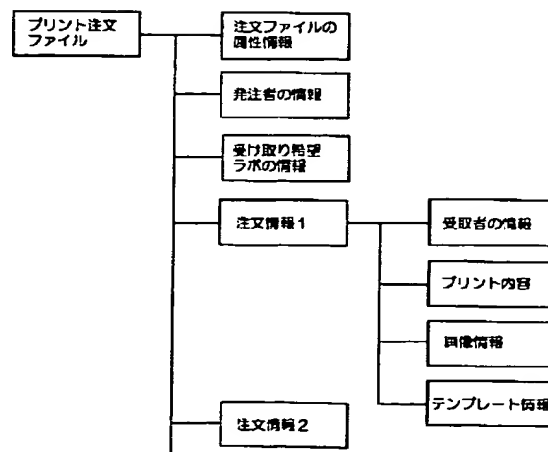 プリント注文
ファイル
注文ファイルの
属性情報
発注者の情報
受け取り希望
ラボの情報
注文情報1
受取者の情報
プリント内容
画像情報
テンプレート情報
注文情報2